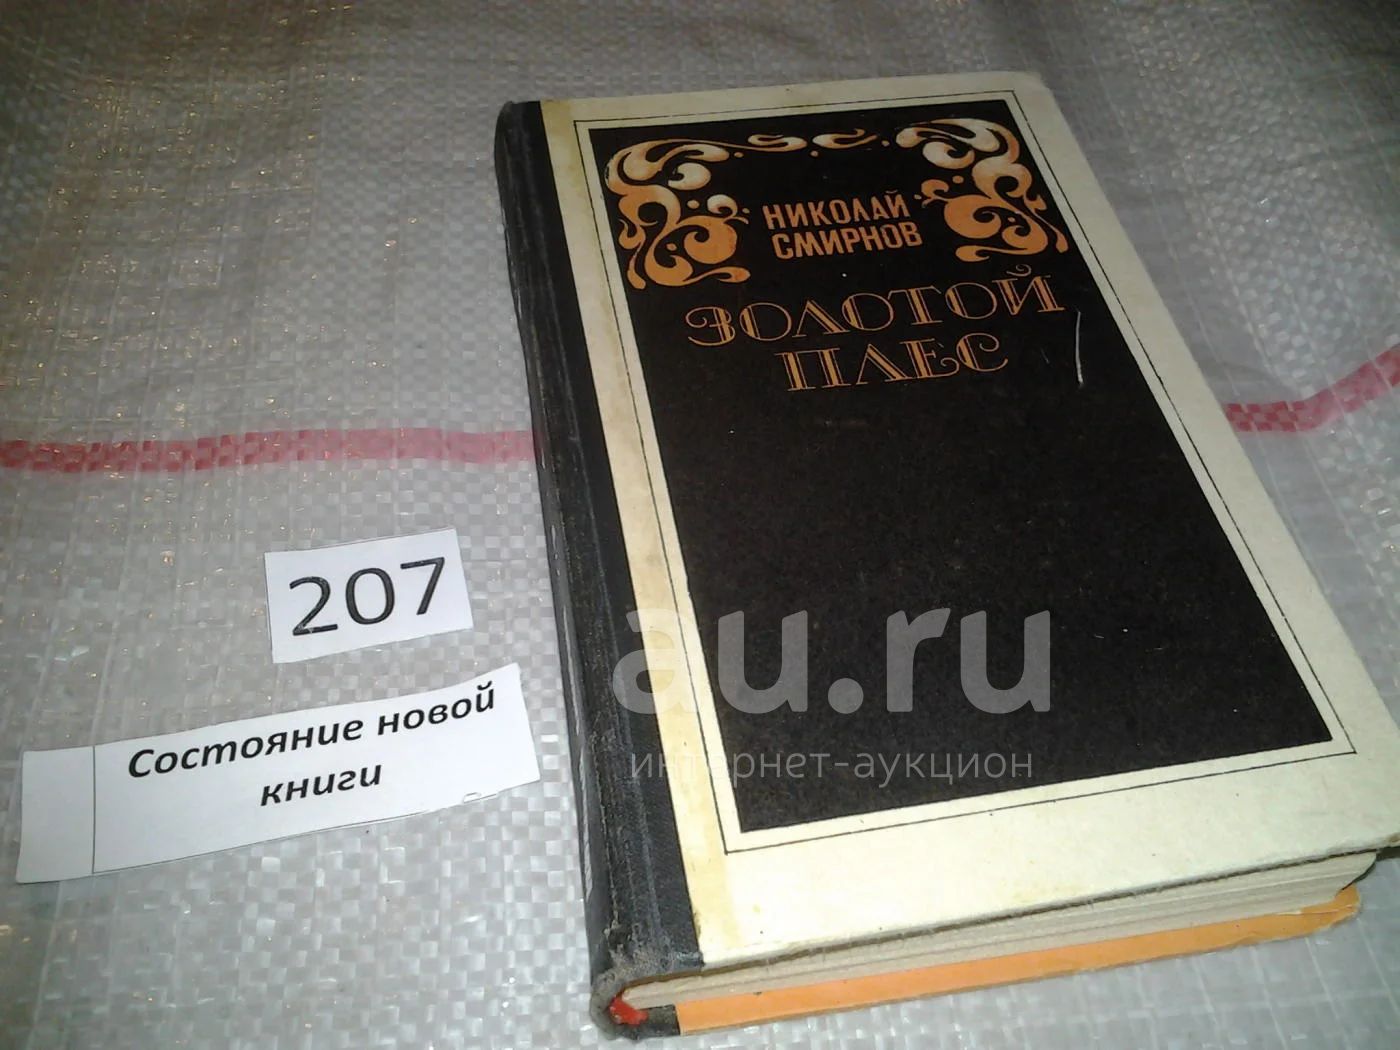 НИКОЛАЙ
СМИРНОВ
ЗОЛОТОЙ
ПЛЕС
207
Состояние новой
книги
au.ru
интернет-аукцион